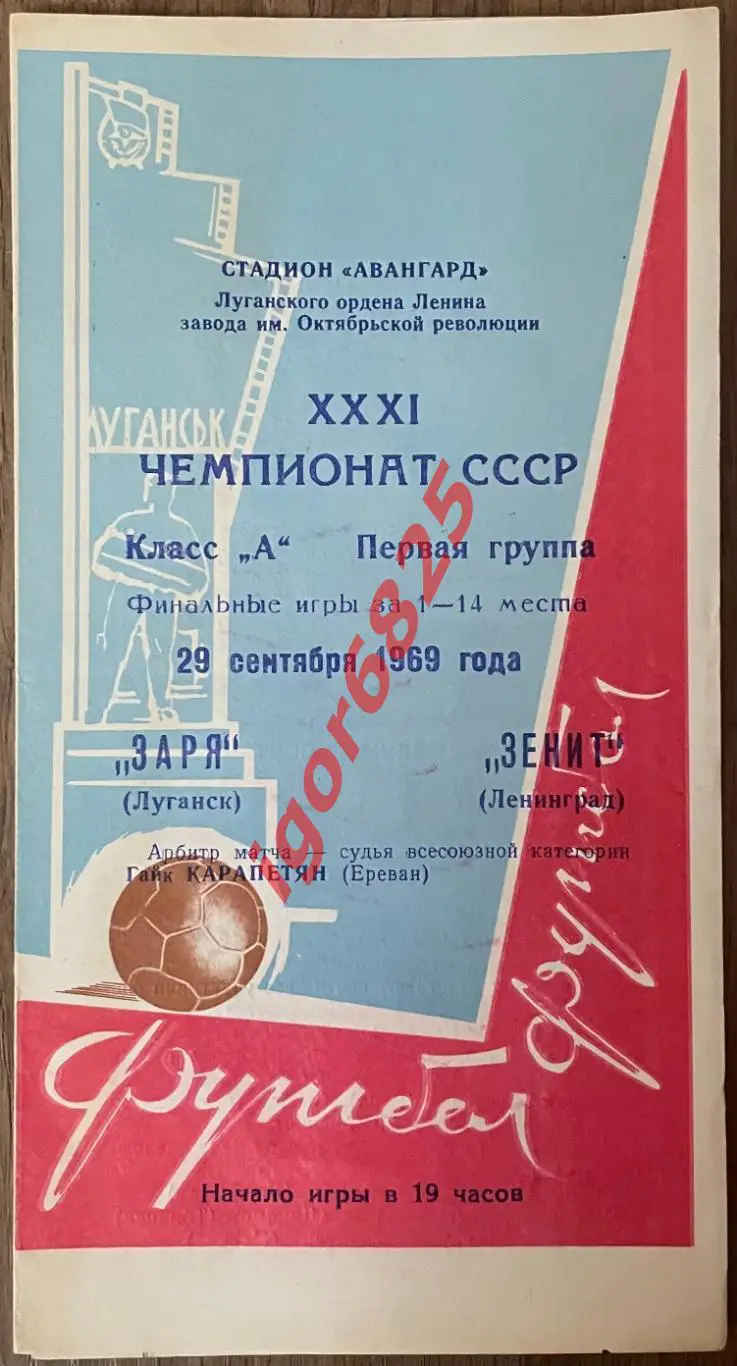 СТАДИОН «АВАНГАРД»
Луганского ордена Ленина
завода им. Октябрьской революции
ЛУГАНСЬК
XXXI
ЧЕМПИОНАТ СССР
Класс „А“ Первая группа
Финальные игры за 1—14 места
29 сентября 1969 года
„ЗАРЯ“ „ЗЕНИТ“
(Луганск) (Ленинград)
Арбитр матча — судья всесоюзной категории
Гайк КАРАПЕТЯН (Ереван)
футбол
футбол
Начало игры в 19 часов
igor6825